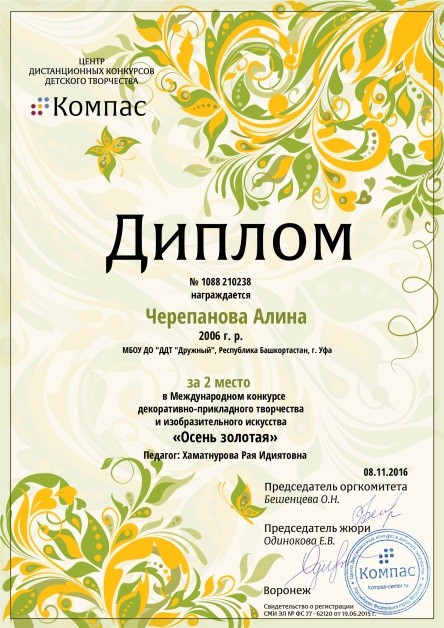 ЦЕНТР
ДИСТАНЦИОННЫХ КОНКУРСОВ
ДЕТСКОГО ТВОРЧЕСТВА
Компас
Диплом
№ 1088 210238
награждается
Черепанова Алина
2006 г. р.
МБОУ ДО "ДДТ "Дружный", Республика Башкортастан, г. Уфа
за 2 место
в Международном конкурсе
декоративно-прикладного творчества
и изобразительного искусства
«Осень золотая»
Педагог: Хаматнурова Рая Идиятовна
08.11.2016
Председатель оргкомитета
Бешенцева О.Н.
Председатель жюри
Одинокова Е.В.
Компас
kompas-center.ru
Воронеж
Свидетельство о регистрации
СМИ ЭЛ № ФС 77 - 62120 от 19.06.2015 г.